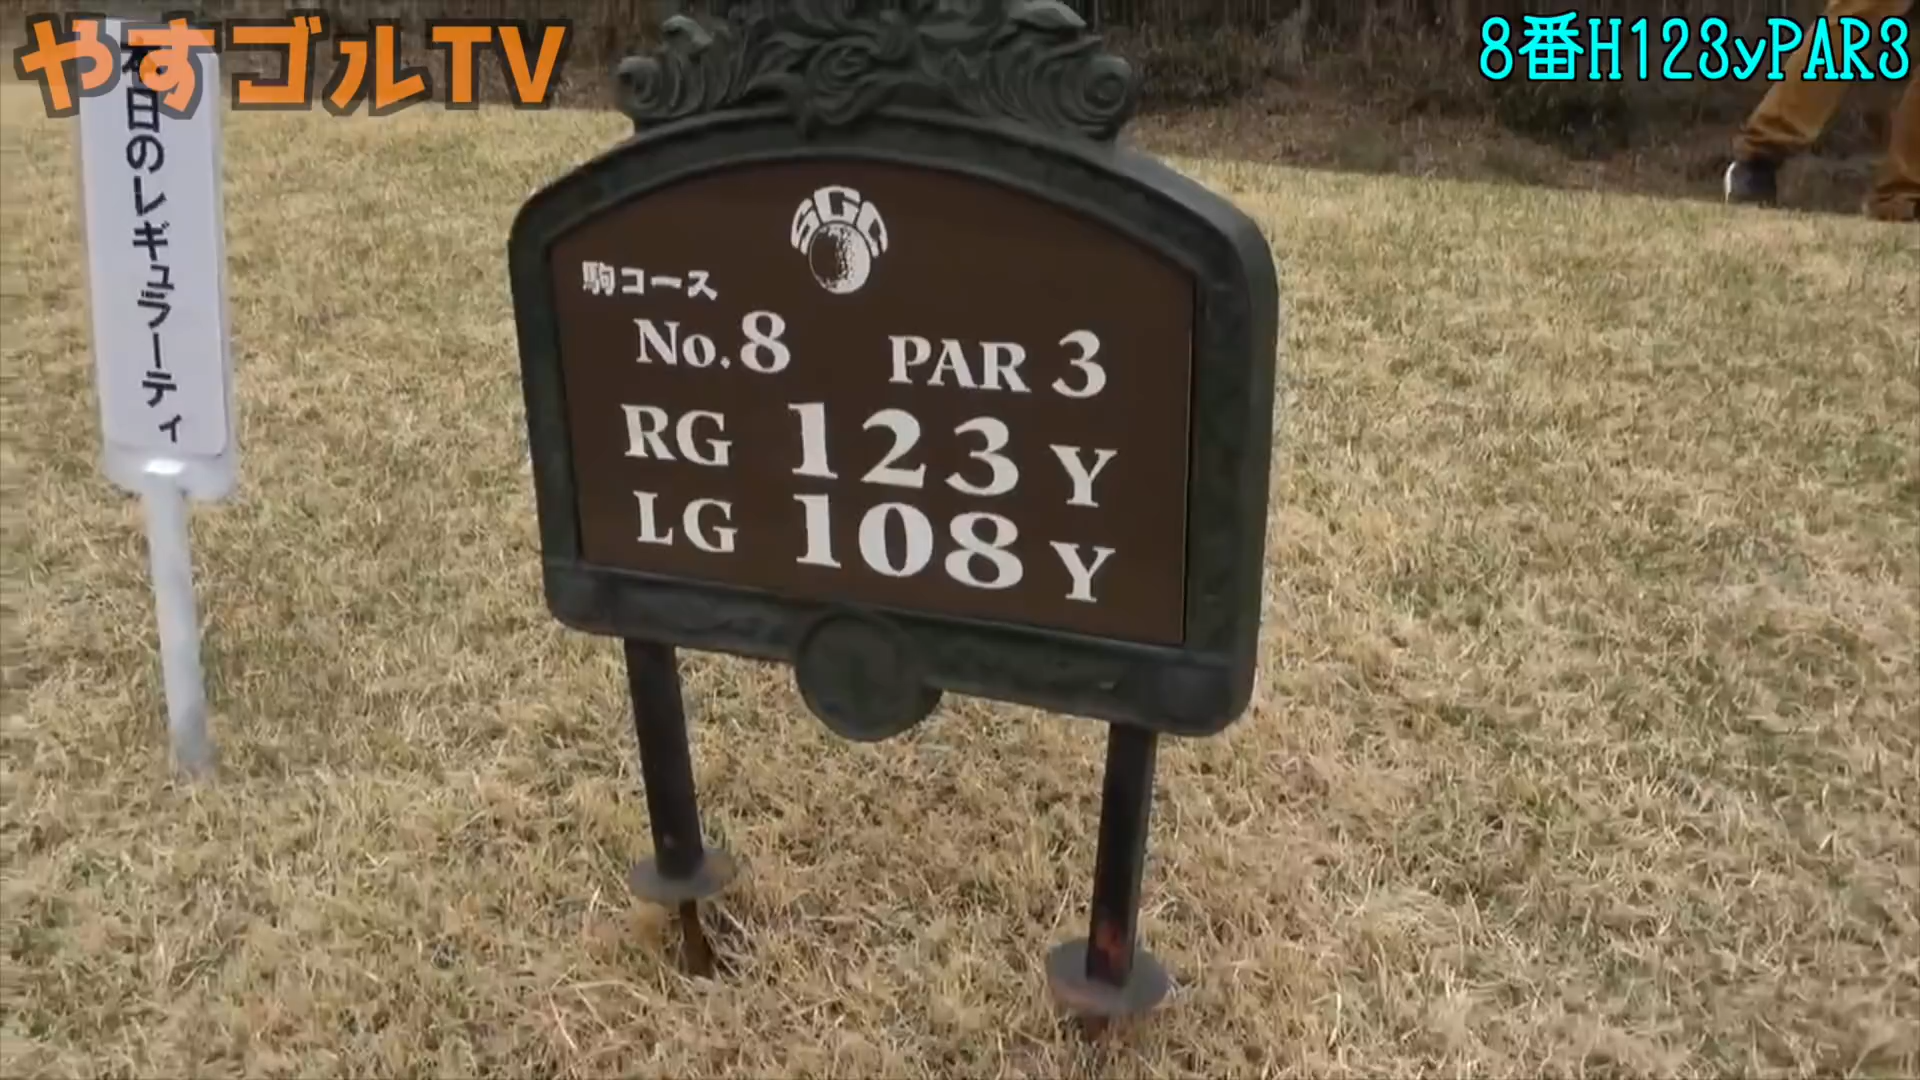 やすゴルTV
8番H123yPAR3
本日のレギュラーティ
SGC
駒コース
No.8 PAR 3
RG 123 Y
LG 108 Y